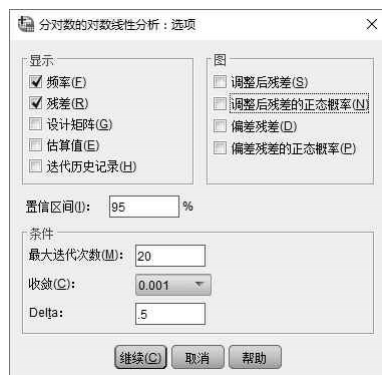 分对数的对数线性分析：选项
显示
频率(F)
残差(R)
设计矩阵(G)
估算值(E)
迭代历史记录(H)
图
调整后残差(S)
调整后残差的正态概率(N)
偏差残差(D)
偏差残差的正态概率(P)
置信区间(I)： 95 %
条件
最大迭代次数(M)： 20
收敛(C)： 0.001
Delta： .5
继续(C) 取消 帮助